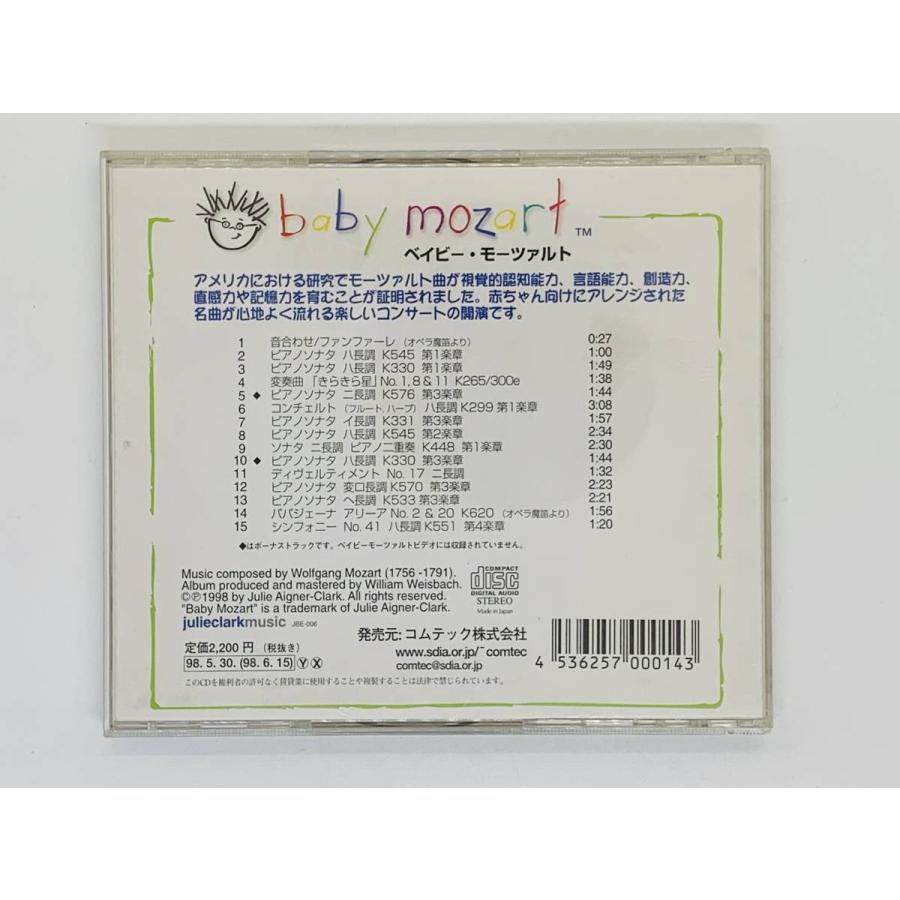 baby mozart ™
ベイビー・モーツァルト
アメリカにおける研究でモーツァルト曲が視覚的認知能力、言語能力、創造力、
直感力や記憶力を育むことが証明されました。赤ちゃん向けにアレンジされた
名曲が心地よく流れる楽しいコンサートの開演です。
1 音合わせ/ファンファーレ (オペラ魔笛より) 0:27
2 ピアノソナタ ハ長調 K545 第1楽章 1:00
3 ピアノソナタ ハ長調 K330 第1楽章 1:49
4 変奏曲 「きらきら星」 No. 1, 8 & 11 K265/300e 1:38
5 ◆ ピアノソナタ ニ長調 K576 第3楽章 1:44
6 コンチェルト (フルート, ハープ) ハ長調 K299 第1楽章 3:08
7 ピアノソナタ イ長調 K331 第3楽章 1:57
8 ピアノソナタ ハ長調 K545 第2楽章 2:34
9 ソナタ ニ長調 ピアノ二重奏 K448 第1楽章 2:30
10 ◆ ピアノソナタ ハ長調 K330 第3楽章 1:44
11 ディヴェルティメント No. 17 ニ長調 1:32
12 ピアノソナタ 変ロ長調 K570 第3楽章 2:23
13 ピアノソナタ ヘ長調 K533 第3楽章 2:21
14 パパジェーナ アリーア No. 2 & 20 K620 (オペラ魔笛より) 1:56
15 シンフォニー No. 41 ハ長調 K551 第4楽章 1:20
◆はボーナストラックです。ベイビーモーツァルトビデオには収録されていません。
Music composed by Wolfgang Mozart (1756 -1791).
Album produced and mastered by William Weisbach.
©℗1998 by Julie Aigner-Clark. All rights reserved.
"Baby Mozart" is a trademark of Julie Aigner-Clark.
julieclarkmusic JBE-006
COMPACT
disc
DIGITAL AUDIO
STEREO
Made in Japan
定価2,200円 (税抜き)
98. 5. 30. (98. 6. 15) Ⓨ Ⓧ
発売元: コムテック株式会社
www.sdia.or.jp/~comtec
comtec@sdia.or.jp
4 536257 000143
このCDを権利者の許可なく賃貸業に使用することや複製することは法律で禁じられています。